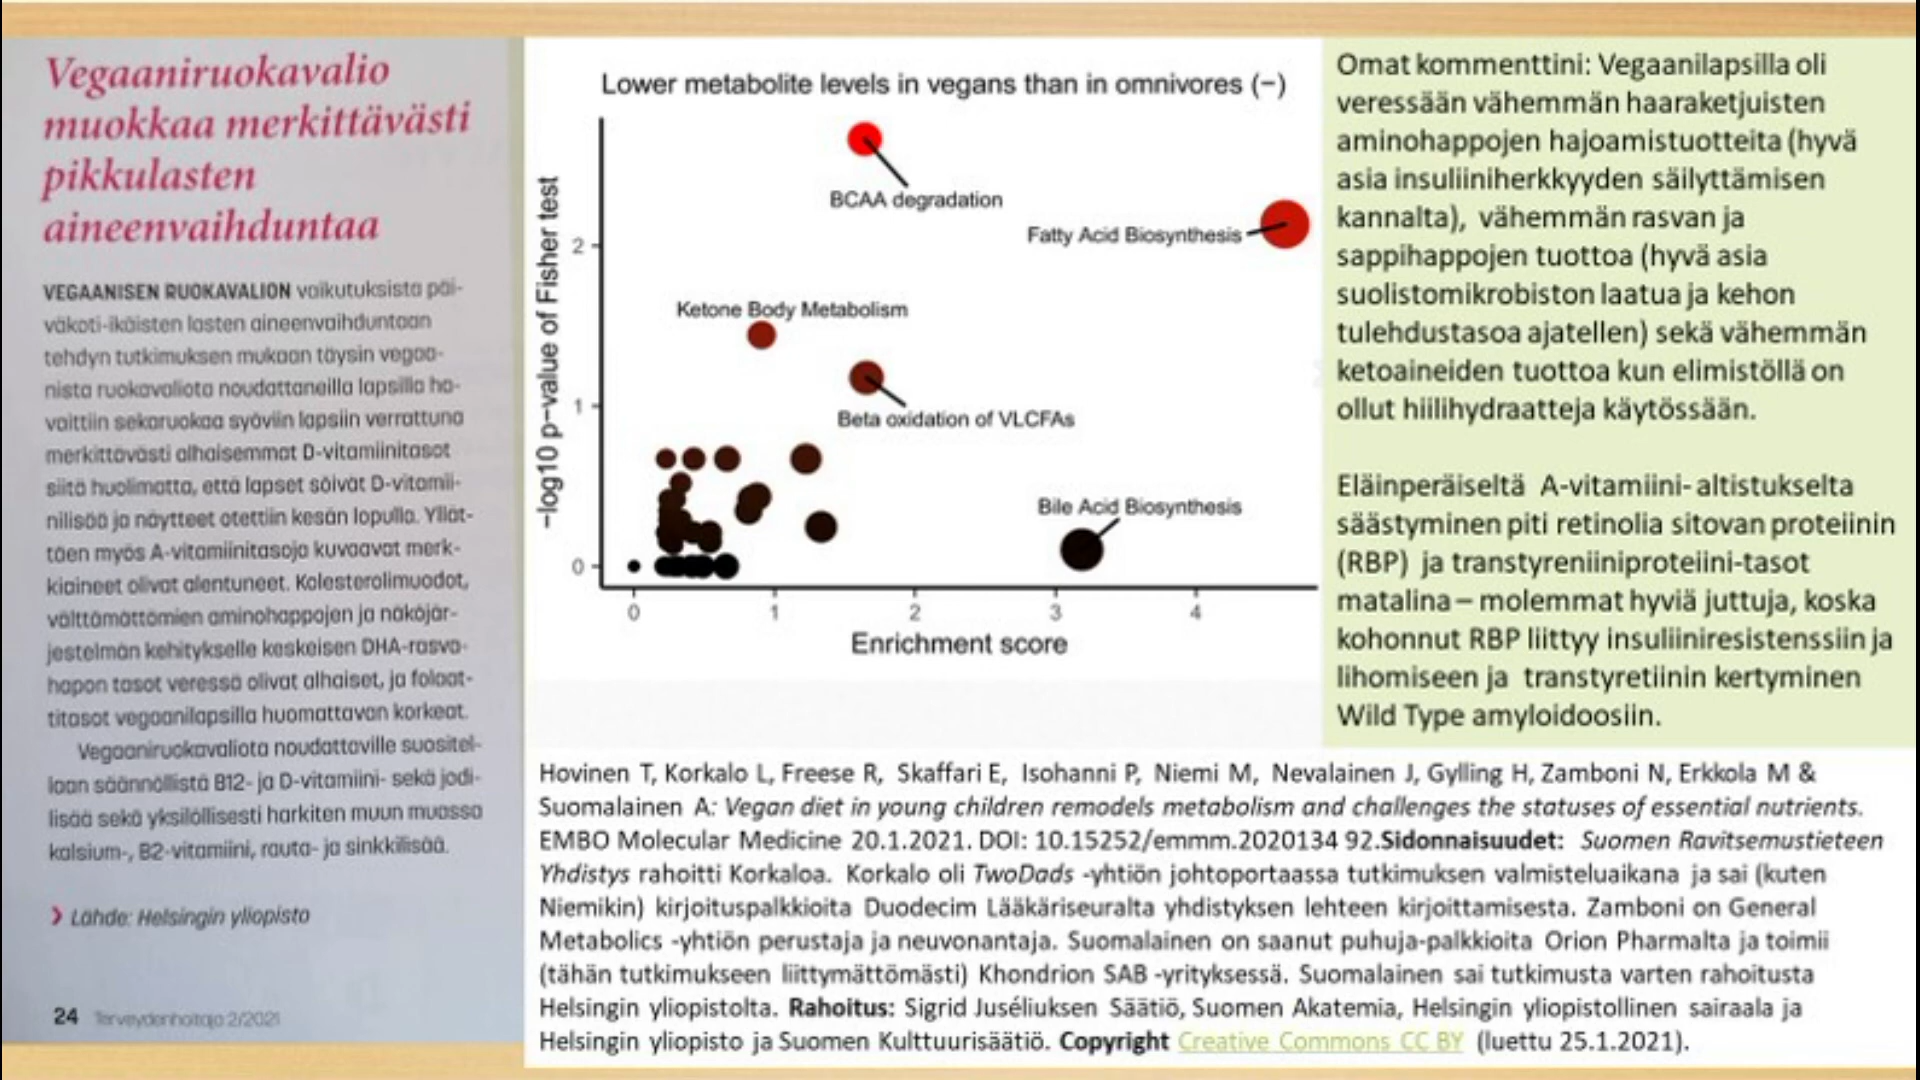 Vegaaniruokavalio
muokkaa merkittävästi
pikkulasten
aineenvaihduntaa
VEGAANISEN RUOKAVALION vaikutuksista päi-
väkoti-ikäisten lasten aineenvaihduntaan
tehdyn tutkimuksen mukaan täysin vegaa-
nista ruokavaliota noudattaneilla lapsilla ha-
vaittiin sekaruokaa syöviin lapsiin verrattuna
merkittävästi alhaisemmat D-vitamiinitasot
siitä huolimatta, että lapset söivät D-vitamii-
nilisää ja näytteet otettiin kesän lopulla. Yllät-
täen myös A-vitamiinitasoja kuvaavat merk-
kiaineet olivat alentuneet. Kolesterolimuodot,
välttämättömien aminohappojen ja näköjär-
jestelmän kehitykselle keskeisen DHA-rasva-
hapon tasot veressä olivat alhaiset, ja folaat-
titasot vegaanilapsilla huomattavan korkeat.
Vegaaniruokavaliota noudattaville suositel-
laan säännöllistä B12- ja D-vitamiini- sekä jodi-
lisää sekä yksilöllisesti harkiten muun muassa
kalsium-, B2-vitamiini, rauta- ja sinkkilisää.
❯ Lähde: Helsingin yliopisto
24 Terveydenhoitaja 2/2021
Lower metabolite levels in vegans than in omnivores (−)
−log10 p−value of Fisher test
BCAA degradation
Fatty Acid Biosynthesis
2
Ketone Body Metabolism
1
Beta oxidation of VLCFAs
Bile Acid Biosynthesis
0
0 1 2 3 4
Enrichment score
Omat kommenttini: Vegaanilapsilla oli
veressään vähemmän haaraketjuisten
aminohappojen hajoamistuotteita (hyvä
asia insuliiniherkkyyden säilyttämisen
kannalta), vähemmän rasvan ja
sappihappojen tuottoa (hyvä asia
suolistomikrobiston laatua ja kehon
tulehdustasoa ajatellen) sekä vähemmän
ketoaineiden tuottoa kun elimistöllä on
ollut hiilihydraatteja käytössään.
Eläinperäiseltä A-vitamiini- altistukselta
säästyminen piti retinolia sitovan proteiinin
(RBP) ja transtyreniiniproteiini-tasot
matalina – molemmat hyviä juttuja, koska
kohonnut RBP liittyy insuliiniresistenssiin ja
lihomiseen ja transtyretiinin kertyminen
Wild Type amyloidoosiin.
Hovinen T, Korkalo L, Freese R, Skaffari E, Isohanni P, Niemi M, Nevalainen J, Gylling H, Zamboni N, Erkkola M &
Suomalainen A: Vegan diet in young children remodels metabolism and challenges the statuses of essential nutrients.
EMBO Molecular Medicine 20.1.2021. DOI: 10.15252/emmm.2020134 92.Sidonnaisuudet: Suomen Ravitsemustieteen
Yhdistys rahoitti Korkaloa. Korkalo oli TwoDads -yhtiön johtoportaassa tutkimuksen valmisteluaikana ja sai (kuten
Niemikin) kirjoituspalkkioita Duodecim Lääkäriseuralta yhdistyksen lehteen kirjoittamisesta. Zamboni on General
Metabolics -yhtiön perustaja ja neuvonantaja. Suomalainen on saanut puhuja-palkkioita Orion Pharmalta ja toimii
(tähän tutkimukseen liittymättömästi) Khondrion SAB -yrityksessä. Suomalainen sai tutkimusta varten rahoitusta
Helsingin yliopistolta. Rahoitus: Sigrid Juséliuksen Säätiö, Suomen Akatemia, Helsingin yliopistollinen sairaala ja
Helsingin yliopisto ja Suomen Kulttuurisäätiö. Copyright Creative Commons CC BY (luettu 25.1.2021).